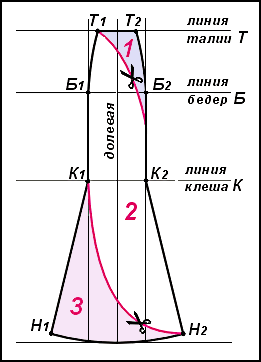 Т1 Т2 линия
талии Т
1
Б1 Б2 линия
бедер Б
долевая
К1 К2 линия
клеша К
2
3
Н1 Н2